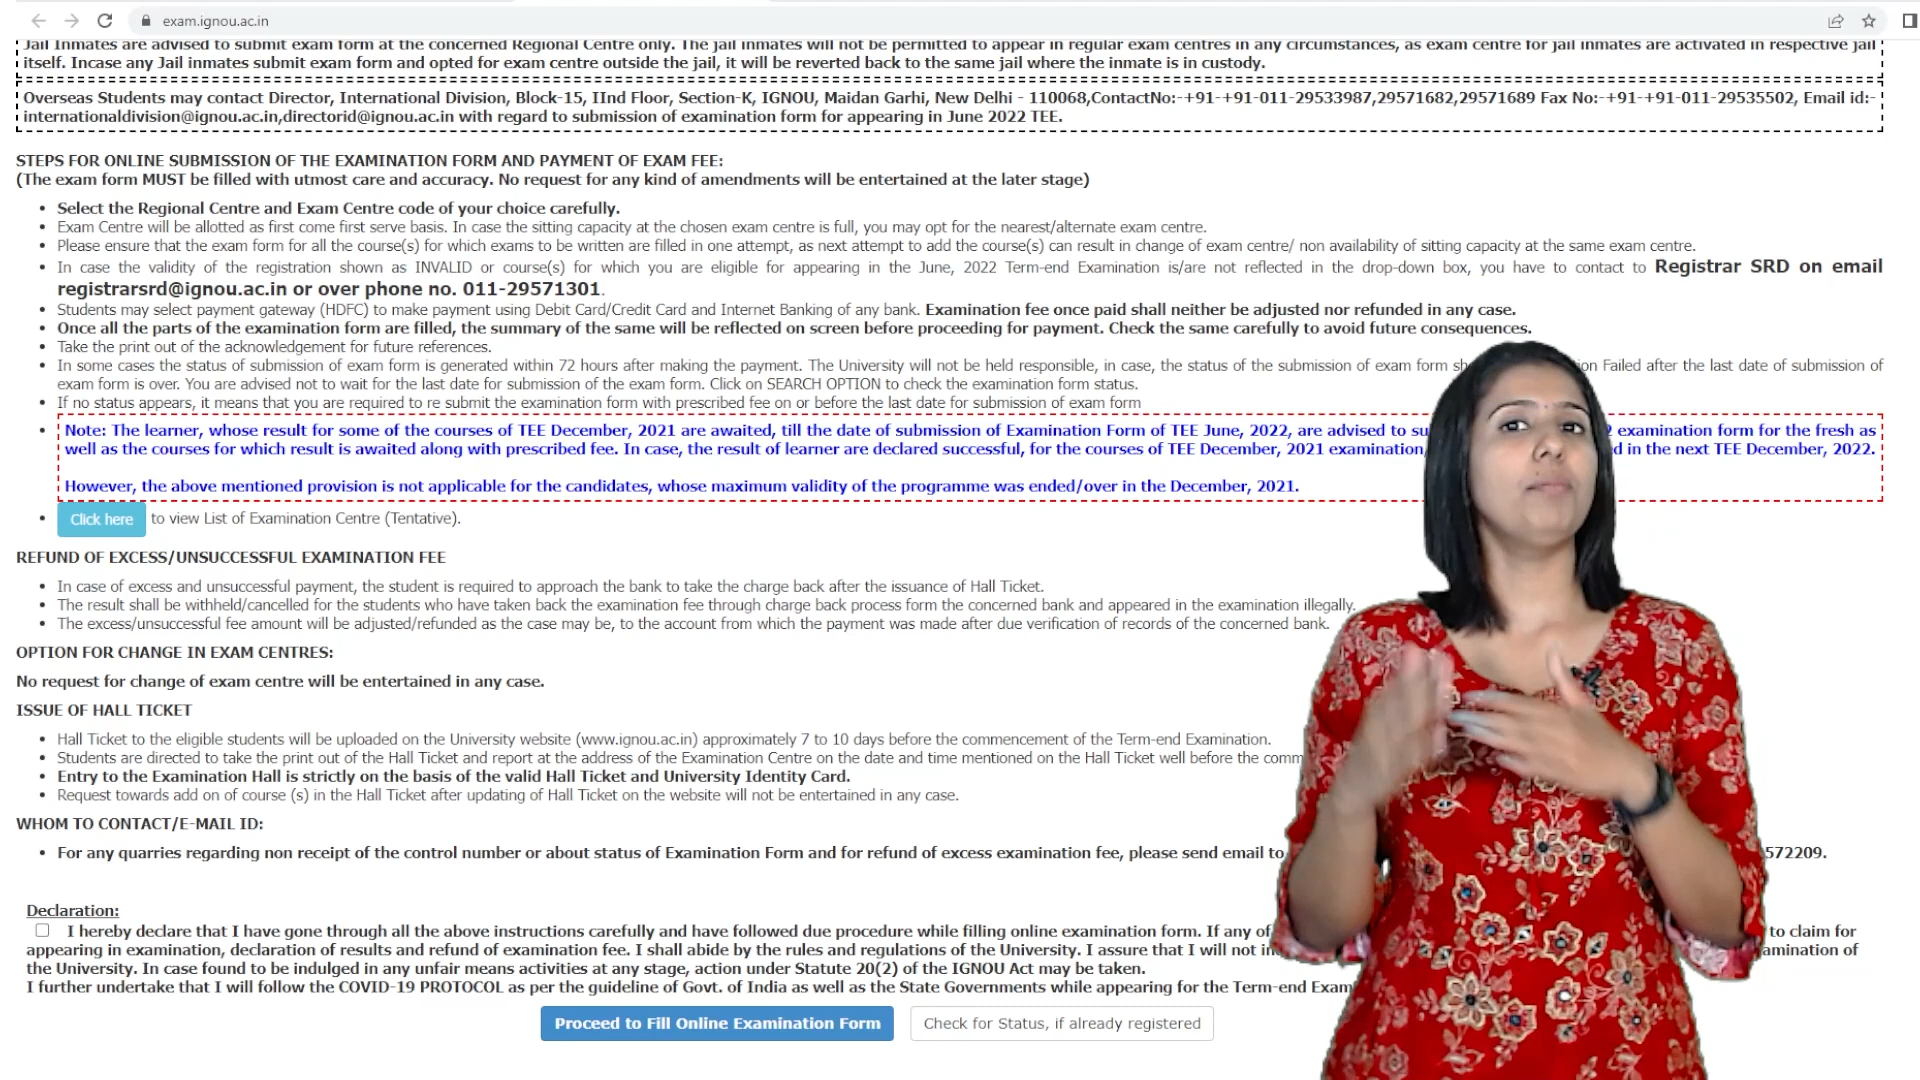 exam.ignou.ac.in
Jail Inmates are advised to submit exam form at the concerned Regional Centre only. The jail inmates will not be permitted to appear in regular exam centres in any circumstances, as exam centre for jail inmates are activated in respective jail
itself. Incase any Jail inmates submit exam form and opted for exam centre outside the jail, it will be reverted back to the same jail where the inmate is in custody.
Overseas Students may contact Director, International Division, Block-15, IInd Floor, Section-K, IGNOU, Maidan Garhi, New Delhi - 110068,ContactNo:-+91-+91-011-29533987,29571682,29571689 Fax No:-+91-+91-011-29535502, Email id:-
internationaldivision@ignou.ac.in,directorid@ignou.ac.in with regard to submission of examination form for appearing in June 2022 TEE.
STEPS FOR ONLINE SUBMISSION OF THE EXAMINATION FORM AND PAYMENT OF EXAM FEE:
(The exam form MUST be filled with utmost care and accuracy. No request for any kind of amendments will be entertained at the later stage)
• Select the Regional Centre and Exam Centre code of your choice carefully.
• Exam Centre will be allotted as first come first serve basis. In case the sitting capacity at the chosen exam centre is full, you may opt for the nearest/alternate exam centre.
• Please ensure that the exam form for all the course(s) for which exams to be written are filled in one attempt, as next attempt to add the course(s) can result in change of exam centre/ non availability of sitting capacity at the same exam centre.
• In case the validity of the registration shown as INVALID or course(s) for which you are eligible for appearing in the June, 2022 Term-end Examination is/are not reflected in the drop-down box, you have to contact to Registrar SRD on email
registrarsrd@ignou.ac.in or over phone no. 011-29571301.
• Students may select payment gateway (HDFC) to make payment using Debit Card/Credit Card and Internet Banking of any bank. Examination fee once paid shall neither be adjusted nor refunded in any case.
• Once all the parts of the examination form are filled, the summary of the same will be reflected on screen before proceeding for payment. Check the same carefully to avoid future consequences.
• Take the print out of the acknowledgement for future references.
• In some cases the status of submission of exam form is generated within 72 hours after making the payment. The University will not be held responsible, in case, the status of the submission of exam form Failed after the last date of submission of
exam form is over. You are advised not to wait for the last date for submission of the exam form. Click on SEARCH OPTION to check the examination form status.
• If no status appears, it means that you are required to re submit the examination form with prescribed fee on or before the last date for submission of exam form
• Note: The learner, whose result for some of the courses of TEE December, 2021 are awaited, till the date of submission of Examination Form of TEE June, 2022, are advised to examination form for the fresh as
well as the courses for which result is awaited along with prescribed fee. In case, the result of learner are declared successful, for the courses of TEE December, 2021 examination, in the next TEE December, 2022.
However, the above mentioned provision is not applicable for the candidates, whose maximum validity of the programme was ended/over in the December, 2021.
• Click here to view List of Examination Centre (Tentative).
REFUND OF EXCESS/UNSUCCESSFUL EXAMINATION FEE
• In case of excess and unsuccessful payment, the student is required to approach the bank to take the charge back after the issuance of Hall Ticket.
• The result shall be withheld/cancelled for the students who have taken back the examination fee through charge back process form the concerned bank and appeared in the examination illegally.
• The excess/unsuccessful fee amount will be adjusted/refunded as the case may be, to the account from which the payment was made after due verification of records of the concerned bank.
OPTION FOR CHANGE IN EXAM CENTRES:
No request for change of exam centre will be entertained in any case.
ISSUE OF HALL TICKET
• Hall Ticket to the eligible students will be uploaded on the University website (www.ignou.ac.in) approximately 7 to 10 days before the commencement of the Term-end Examination.
• Students are directed to take the print out of the Hall Ticket and report at the address of the Examination Centre on the date and time mentioned on the Hall Ticket well before the
• Entry to the Examination Hall is strictly on the basis of the valid Hall Ticket and University Identity Card.
• Request towards add on of course (s) in the Hall Ticket after updating of Hall Ticket on the website will not be entertained in any case.
WHOM TO CONTACT/E-MAIL ID:
• For any quarries regarding non receipt of the control number or about status of Examination Form and for refund of excess examination fee, please send email to 572209.
Declaration:
I hereby declare that I have gone through all the above instructions carefully and have followed due procedure while filling online examination form. If any of to claim for
appearing in examination, declaration of results and refund of examination fee. I shall abide by the rules and regulations of the University. I assure that I will not of
the University. In case found to be indulged in any unfair means activities at any stage, action under Statute 20(2) of the IGNOU Act may be taken.
I further undertake that I will follow the COVID-19 PROTOCOL as per the guideline of Govt. of India as well as the State Governments while appearing for the Term-end
Proceed to Fill Online Examination Form
Check for Status, if already registered